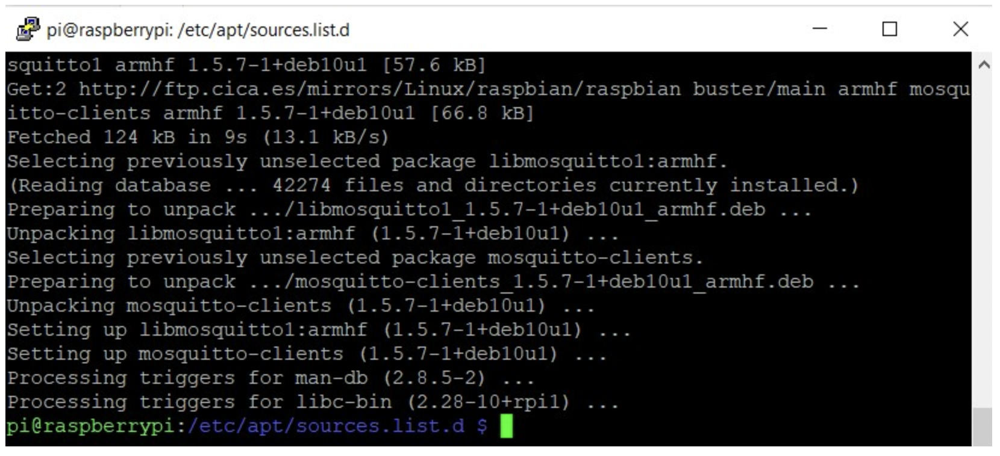 pi@raspberrypi: /etc/apt/sources.list.d
squitto1 armhf 1.5.7-1+deb10u1 [57.6 kB]
Get:2 http://ftp.cica.es/mirrors/Linux/raspbian/raspbian buster/main armhf mosqu
itto-clients armhf 1.5.7-1+deb10u1 [66.8 kB]
Fetched 124 kB in 9s (13.1 kB/s)
Selecting previously unselected package libmosquitto1:armhf.
(Reading database ... 42274 files and directories currently installed.)
Preparing to unpack .../libmosquitto1_1.5.7-1+deb10u1_armhf.deb ...
Unpacking libmosquitto1:armhf (1.5.7-1+deb10u1) ...
Selecting previously unselected package mosquitto-clients.
Preparing to unpack .../mosquitto-clients_1.5.7-1+deb10u1_armhf.deb ...
Unpacking mosquitto-clients (1.5.7-1+deb10u1) ...
Setting up libmosquitto1:armhf (1.5.7-1+deb10u1) ...
Setting up mosquitto-clients (1.5.7-1+deb10u1) ...
Processing triggers for man-db (2.8.5-2) ...
Processing triggers for libc-bin (2.28-10+rpi1) ...
pi@raspberrypi:/etc/apt/sources.list.d $